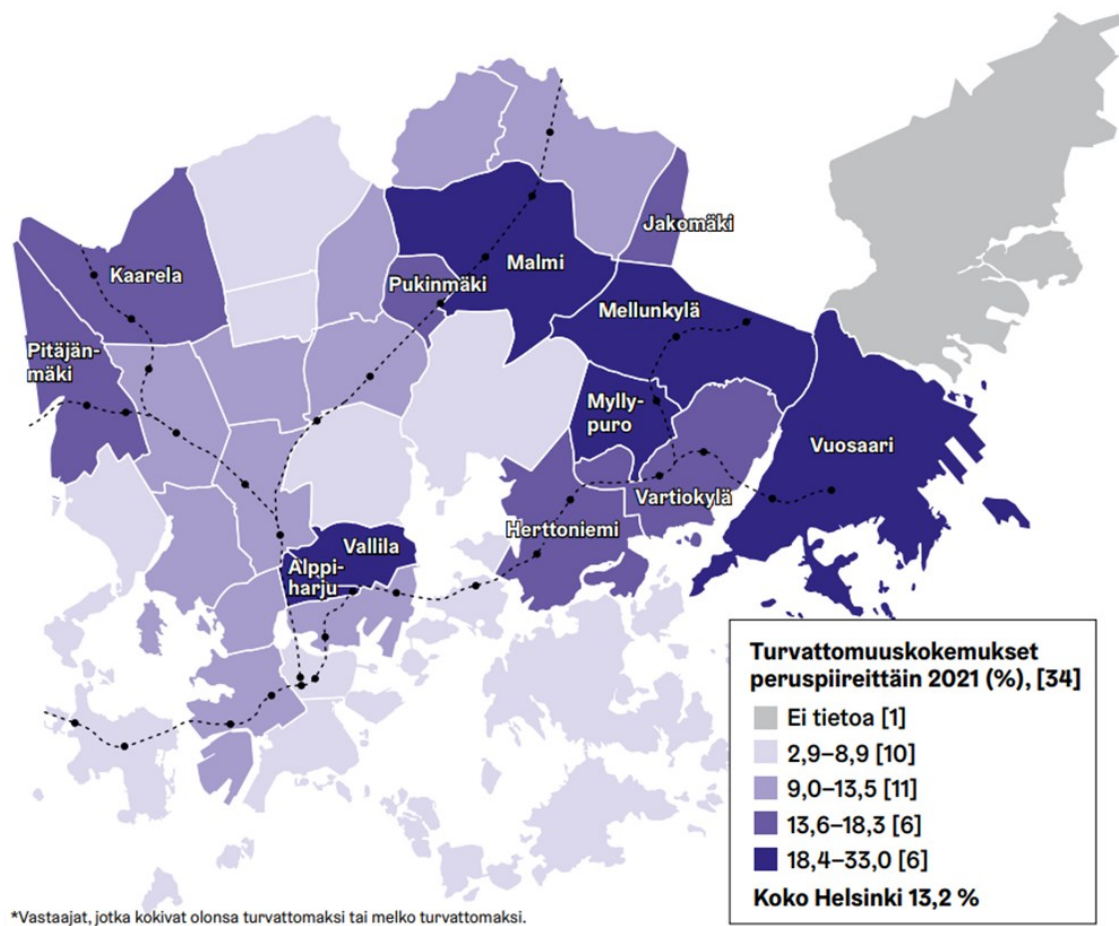 Jakomäki
Kaarela
Malmi
Pukinmäki
Mellunkylä
Pitäjän-
mäki
Mylly-
puro
Vuosaari
Vartiokylä
Herttoniemi
Vallila
Alppi-
harju
Turvattomuuskokemukset
peruspiireittäin 2021 (%), [34]
Ei tietoa [1]
2,9–8,9 [10]
9,0–13,5 [11]
13,6–18,3 [6]
18,4–33,0 [6]
Koko Helsinki 13,2 %
*Vastaajat, jotka kokivat olonsa turvattomaksi tai melko turvattomaksi.